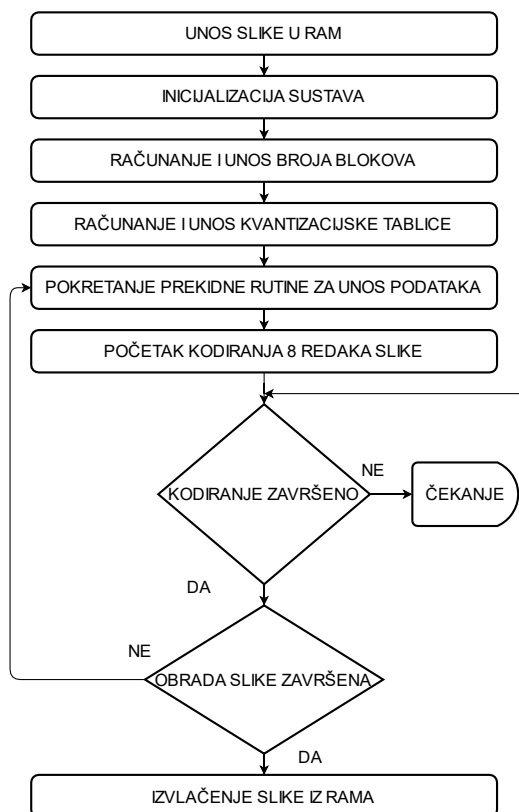 UNOS SLIKE U RAM
INICIJALIZACIJA SUSTAVA
RAČUNANJE I UNOS BROJA BLOKOVA
RAČUNANJE I UNOS KVANTIZACIJSKE TABLICE
POKRETANJE PREKIDNE RUTINE ZA UNOS PODATAKA
POČETAK KODIRANJA 8 REDAKA SLIKE
NE
KODIRANJE ZAVRŠENO
ČEKANJE
DA
NE
OBRADA SLIKE ZAVRŠENA
DA
IZVLAČENJE SLIKE IZ RAMA